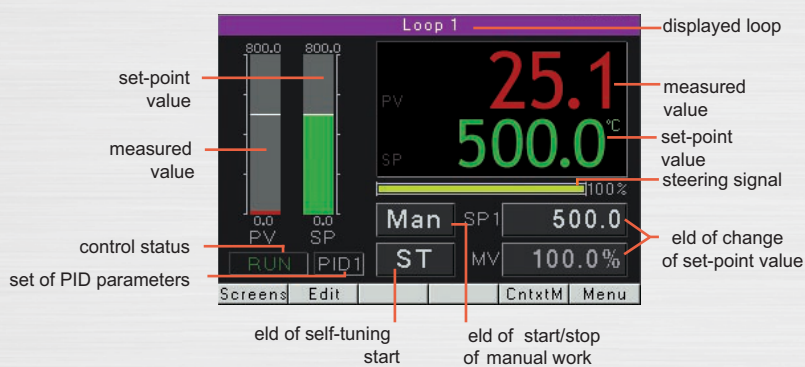 Loop 1
displayed loop
800.0 800.0
set-point
value
measured
value
PV
25.1
measured
value
°C
SP
500.0
set-point
value
steering signal
100%
0.0 0.0
PV SP
Man SP1 500.0
control status
RUN PID1
ST MV 100.0%
eld of change
of set-point value
set of PID parameters
Screens Edit CntxtM Menu
eld of self-tuning
start
eld of start/stop
of manual work